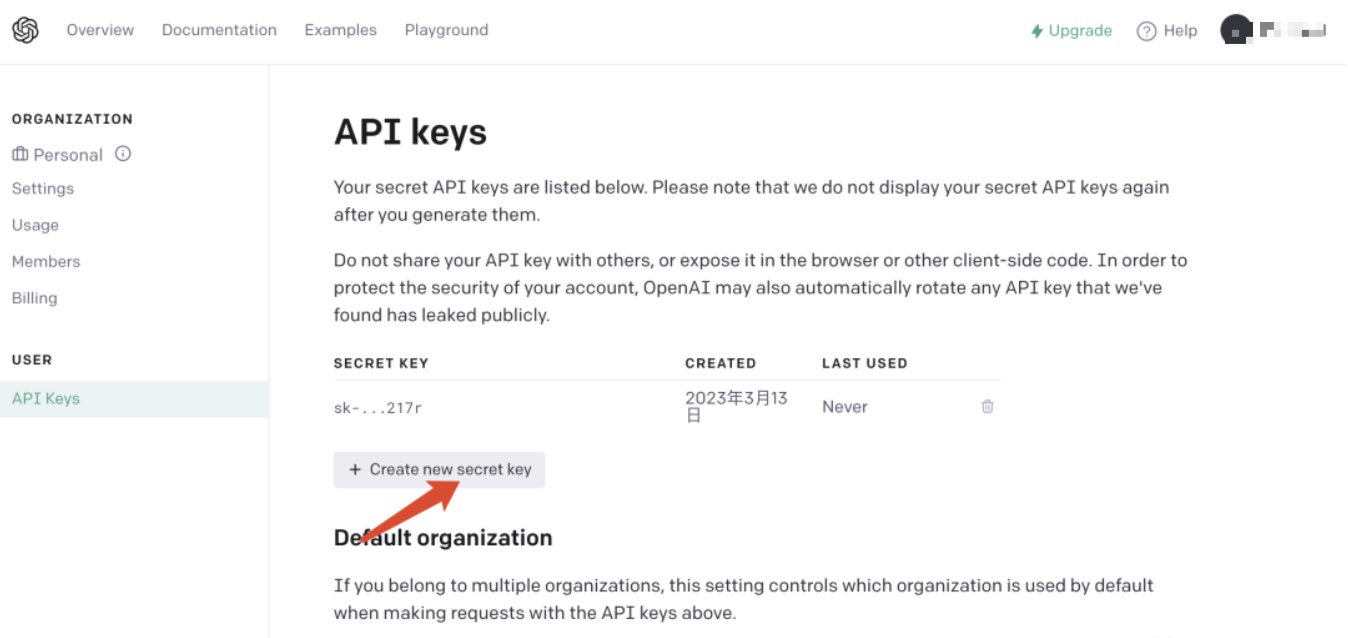 Overview Documentation Examples Playground Upgrade Help
ORGANIZATION
Personal
Settings
Usage
Members
Billing
USER
API Keys
API keys
Your secret API keys are listed below. Please note that we do not display your secret API keys again
after you generate them.
Do not share your API key with others, or expose it in the browser or other client-side code. In order to
protect the security of your account, OpenAI may also automatically rotate any API key that we've
found has leaked publicly.
SECRET KEY CREATED LAST USED
sk-...217r 2023年3月13 Never
日
+ Create new secret key
Default organization
If you belong to multiple organizations, this setting controls which organization is used by default
when making requests with the API keys above.